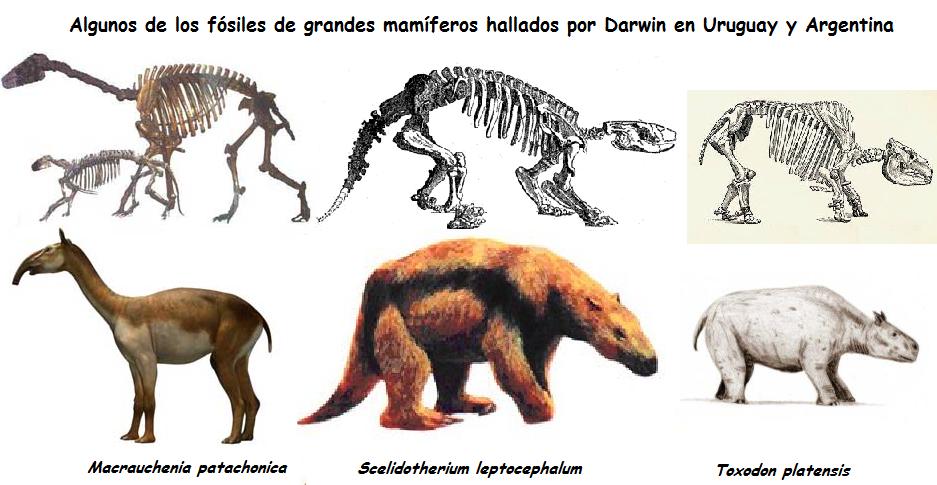 Algunos de los fósiles de grandes mamíferos hallados por Darwin en Uruguay y Argentina
Macrauchenia patachonica
Scelidotherium leptocephalum
Toxodon platensis